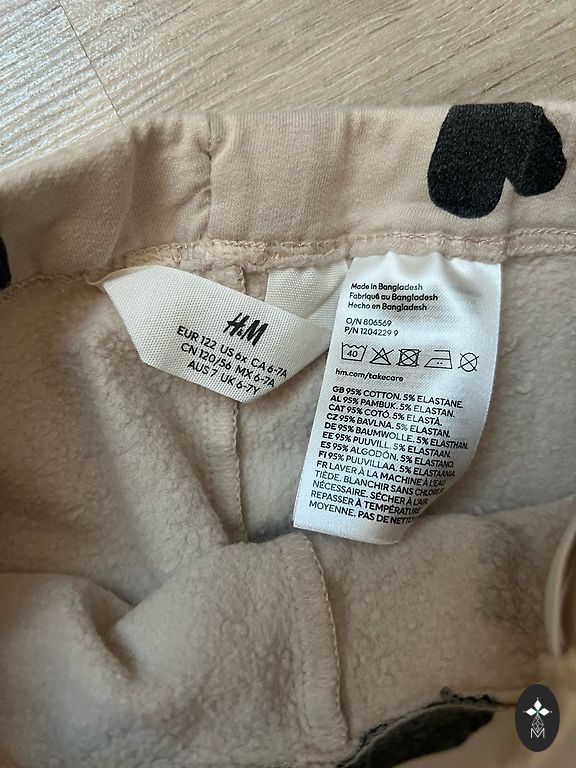 H&M
EUR 122 US 6x CA 6-7A
CN 120/56 MX 6-7A
AUS 7 UK 6-7Y
Made in Bangladesh
Fabriqué au Bangladesh
Hecho en Bangladesh
O/N 806569
P/N 1204229 9
40
hm.com/takecare
GB 95% COTTON. 5% ELASTANE.
AL 95% PAMBUK. 5% ELASTAN.
CAT 95% COTÓ. 5% ELASTÀ.
CZ 95% BAVLNA. 5% ELASTAN.
DE 95% BAUMWOLLE. 5% ELASTHAN.
EE 95% PUUVILL. 5% ELASTAAN.
ES 95% ALGODÓN. 5% ELASTANO.
FI 95% PUUVILLAA. 5% ELASTAANIA.
FR LAVER À LA MACHINE À L'EAU
TIÈDE. BLANCHIR SANS CHLORE SI
NÉCESSAIRE. SÉCHER À L'AIR.
REPASSER À TEMPÉRATURE
MOYENNE. PAS DE
M